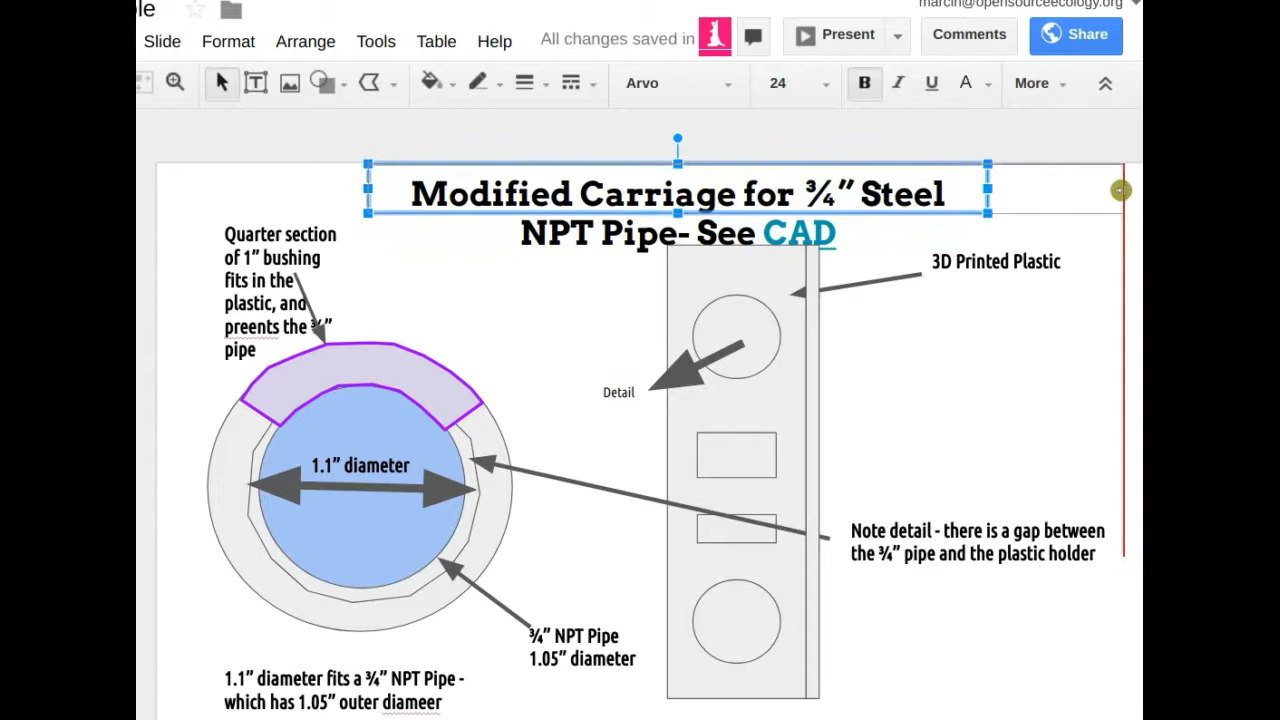 ole
marcin@opensourceecology.org
Slide Format Arrange Tools Table Help All changes saved in
Present Comments Share
Arvo 24 B I U A More
Modified Carriage for ¾” Steel
NPT Pipe- See CAD
Quarter section
of 1” bushing
fits in the
plastic, and
preents the ¾”
pipe
3D Printed Plastic
Detail
1.1” diameter
Note detail - there is a gap between
the ¾” pipe and the plastic holder
¾” NPT Pipe
1.05” diameter
1.1” diameter fits a ¾” NPT Pipe -
which has 1.05” outer diameer